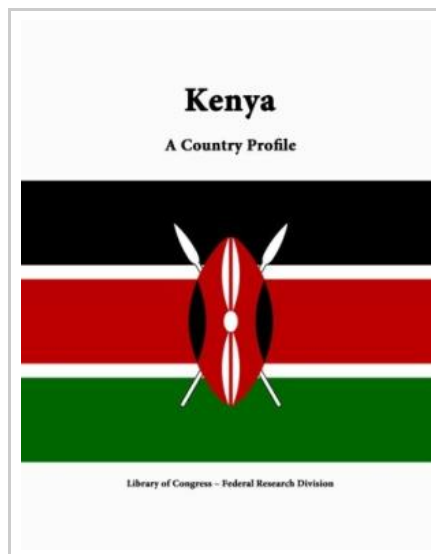 Kenya
A Country Profile
Library of Congress – Federal Research Division